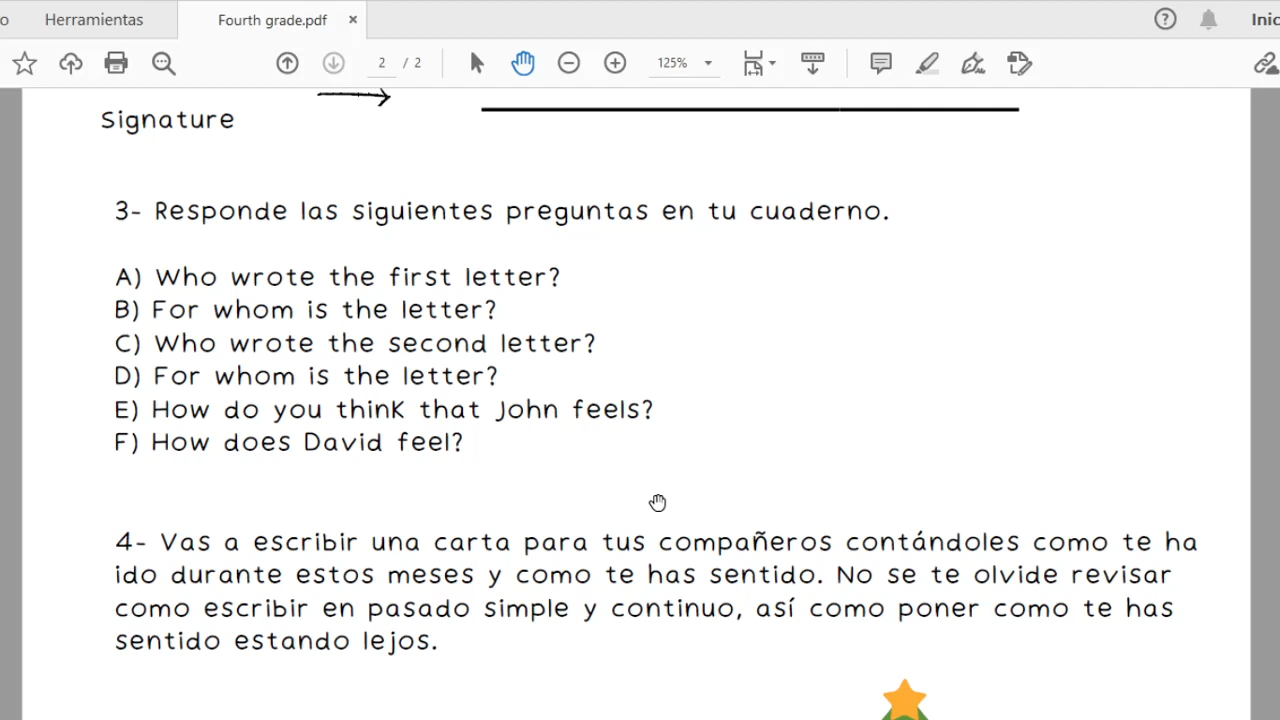 o
Herramientas
Fourth grade.pdf ×
Inic
2 / 2
125%
Signature
3- Responde las siguientes preguntas en tu cuaderno.
A) Who wrote the first letter?
B) For whom is the letter?
C) Who wrote the second letter?
D) For whom is the letter?
E) How do you think that John feels?
F) How does David feel?
4- Vas a escribir una carta para tus compañeros contándoles como te ha
ido durante estos meses y como te has sentido. No se te olvide revisar
como escribir en pasado simple y continuo, así como poner como te has
sentido estando lejos.